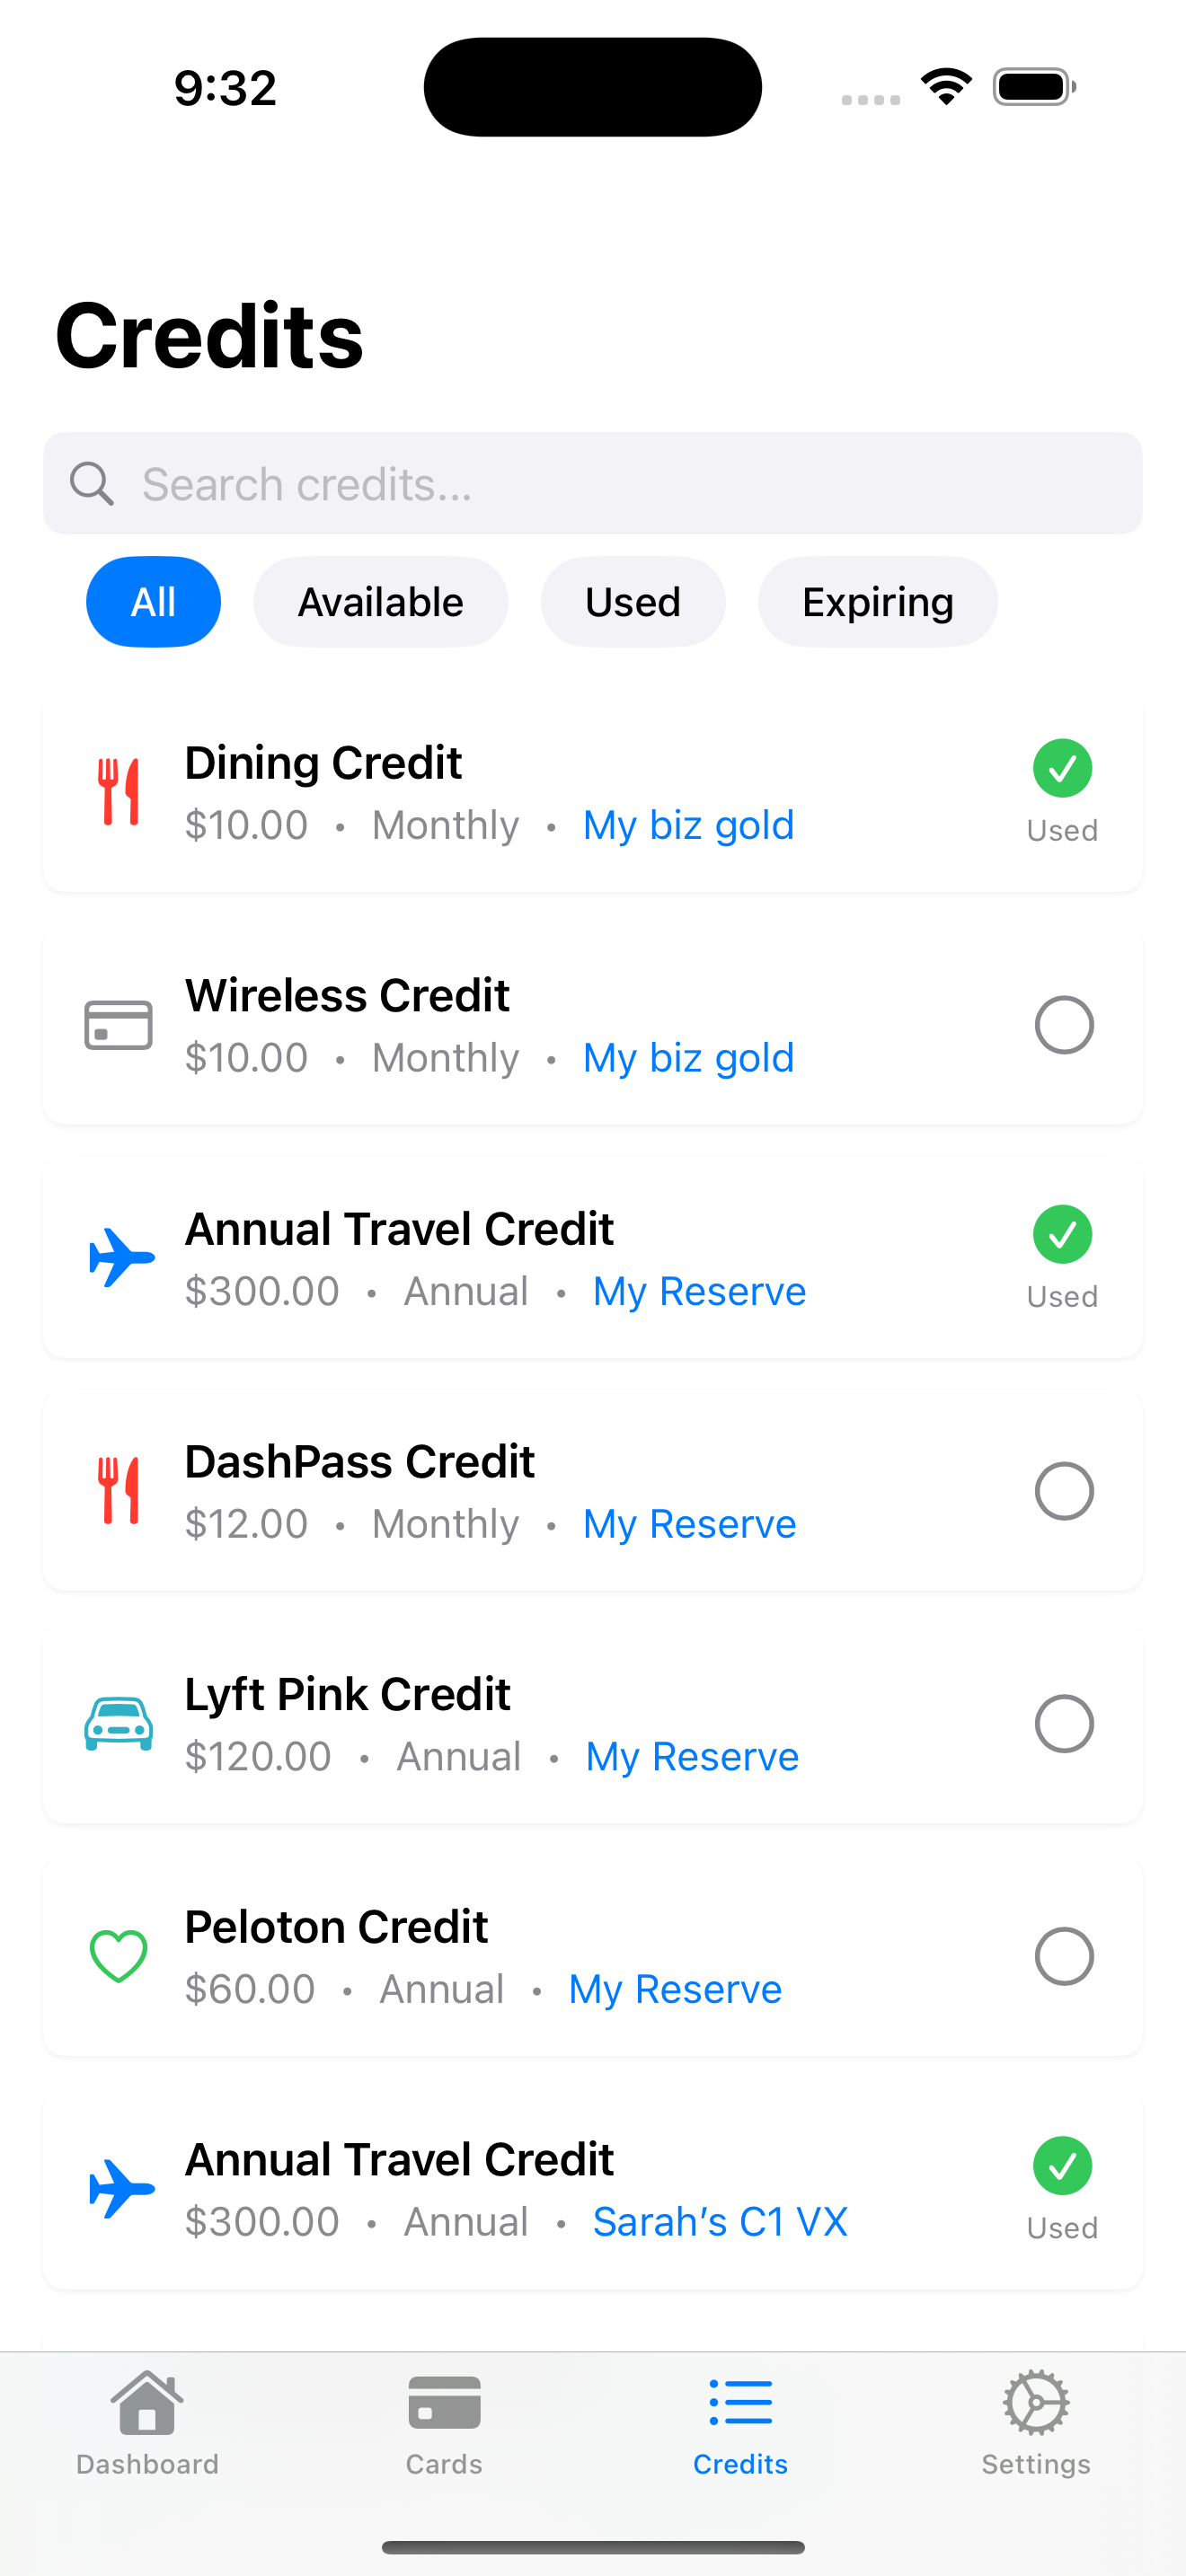 9:32
Credits
Search credits...
All Available Used Expiring
Dining Credit
$10.00 • Monthly • My biz gold
Used
Wireless Credit
$10.00 • Monthly • My biz gold
Annual Travel Credit
$300.00 • Annual • My Reserve
Used
DashPass Credit
$12.00 • Monthly • My Reserve
Lyft Pink Credit
$120.00 • Annual • My Reserve
Peloton Credit
$60.00 • Annual • My Reserve
Annual Travel Credit
$300.00 • Annual • Sarah’s C1 VX
Used
Dashboard Cards Credits Settings